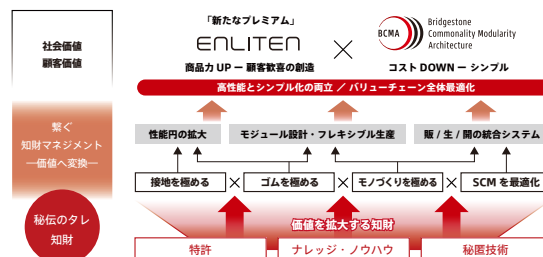 社会価値
顧客価値
繋ぐ
知財マネジメント
―価値へ変換―
秘伝のタレ
知財
「新たなプレミアム」
ENLITEN
商品力 UP ー 顧客歓喜の創造
×
BCMA
Bridgestone
Commonality Modularity
Architecture
コスト DOWN ー シンプル
高性能とシンプル化の両立 ／ バリューチェーン全体最適化
性能円の拡大
モジュール設計・フレキシブル生産
販 / 生 / 開の統合システム
接地を極める × ゴムを極める × モノづくりを極める × SCM を最適化
価値を拡大する知財
特許
ナレッジ・ノウハウ
秘匿技術